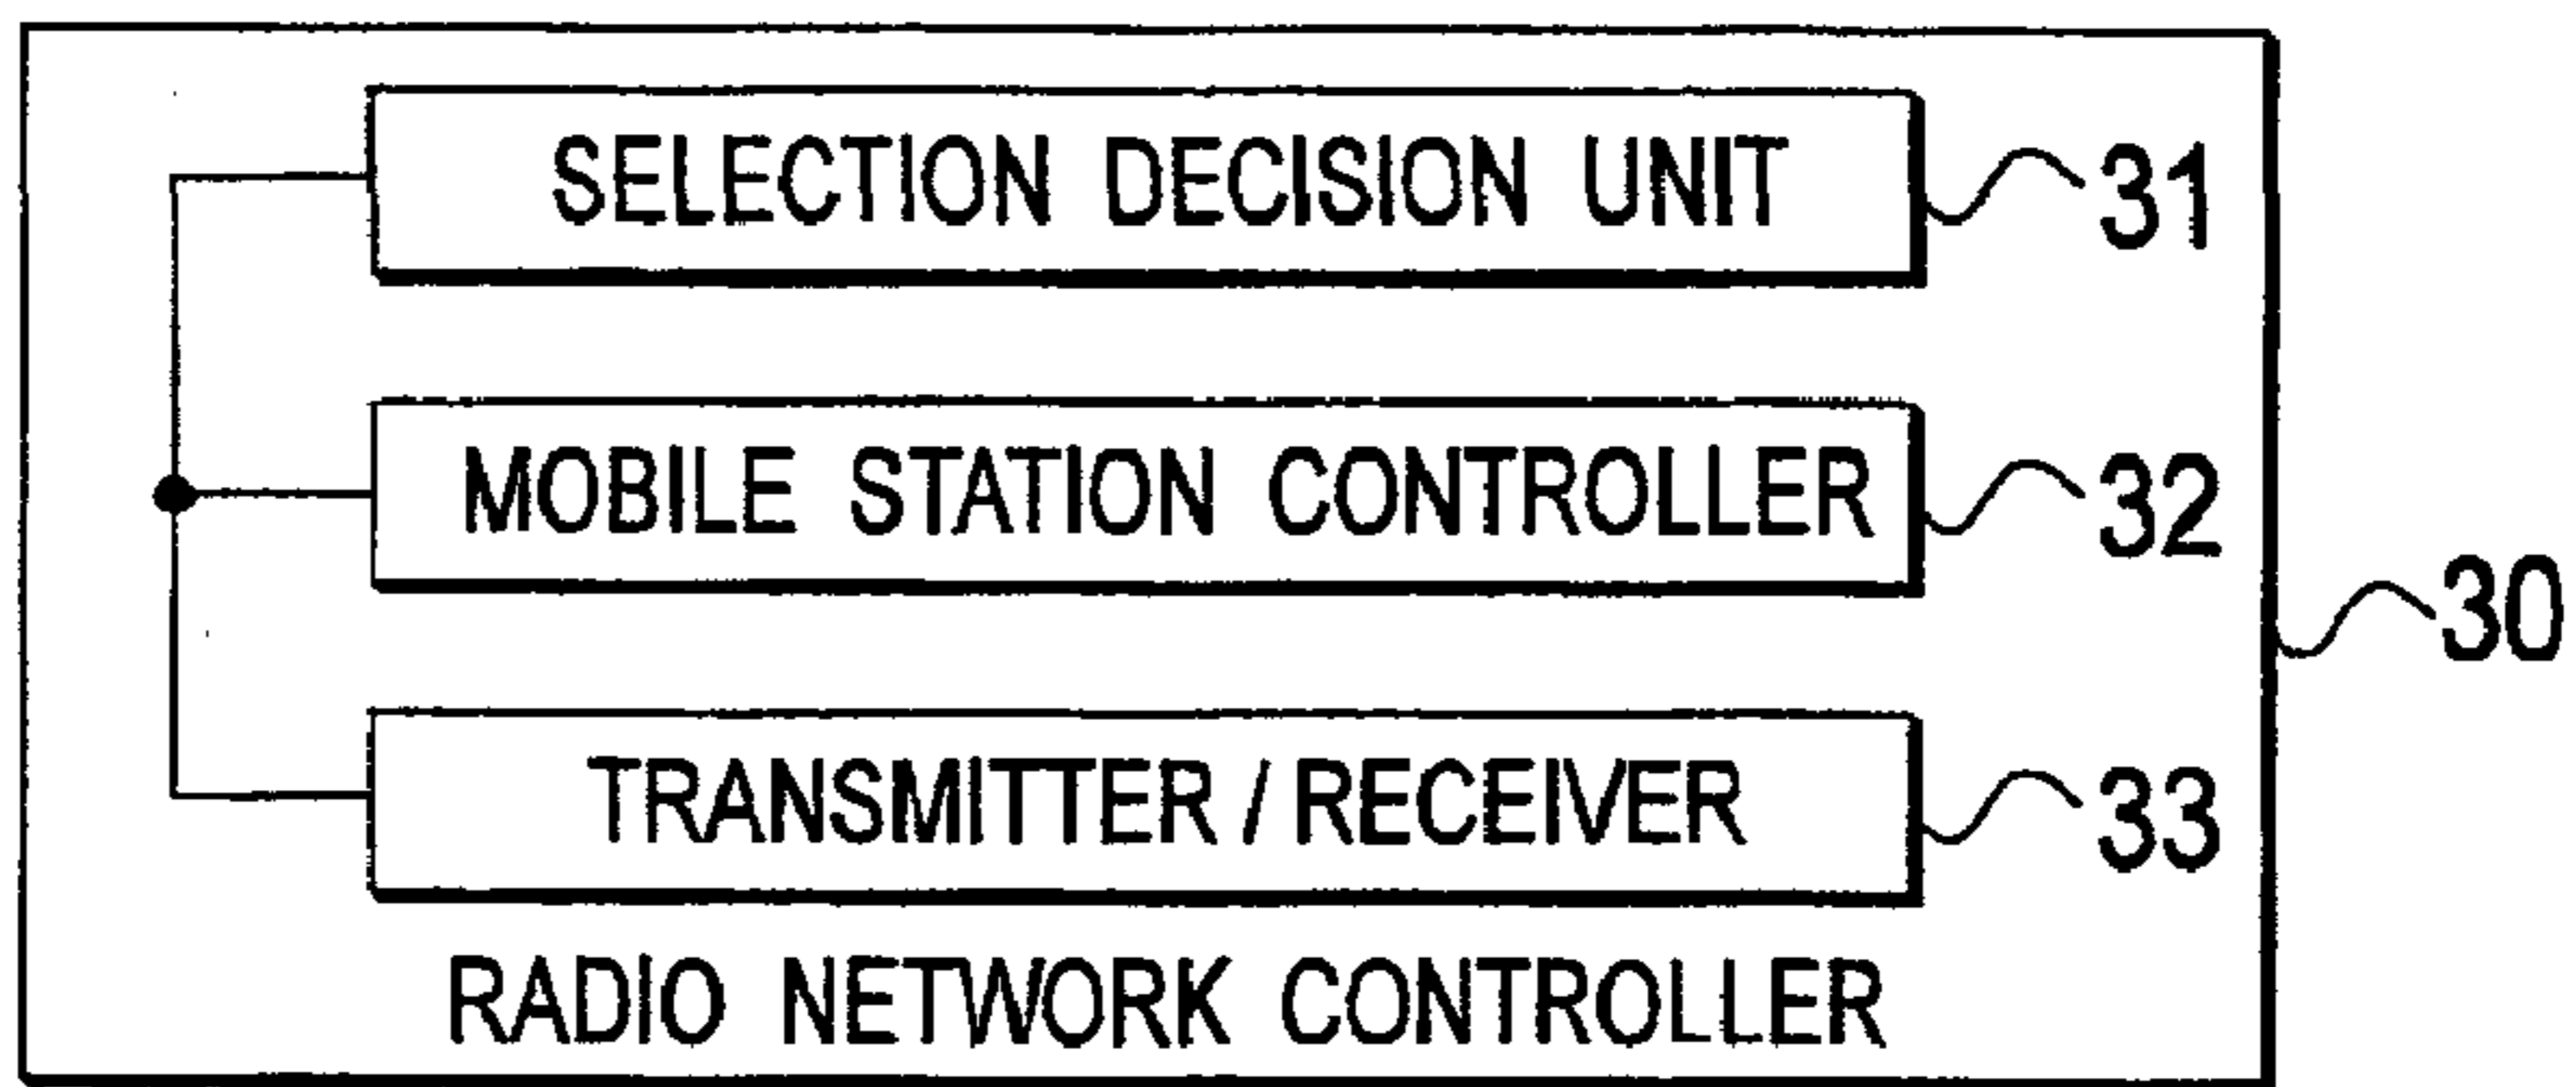 SELECTION DECISION UNIT
31
MOBILE STATION CONTROLLER
32
30
TRANSMITTER / RECEIVER
33
RADIO NETWORK CONTROLLER